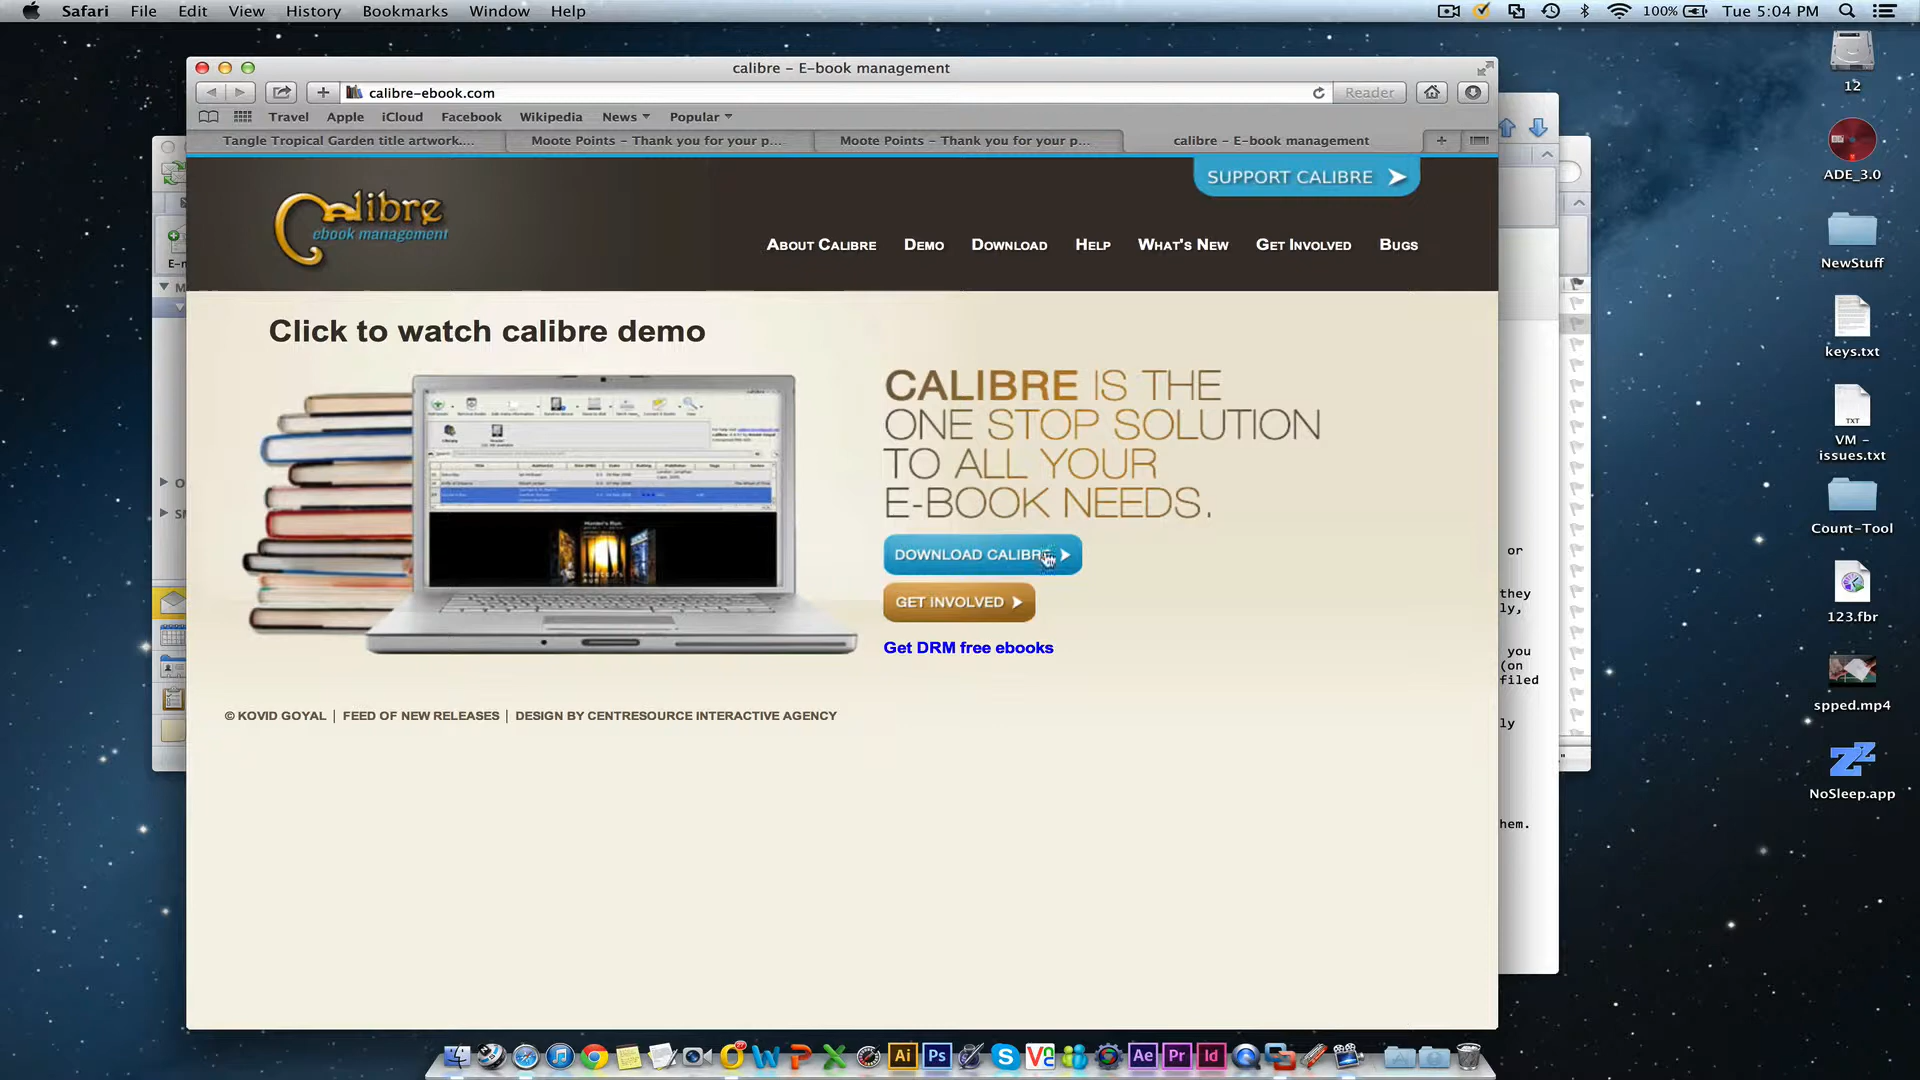 Safari File Edit View History Bookmarks Window Help
100% Tue 5:04 PM
calibre - E-book management
calibre-ebook.com
Reader
Travel Apple iCloud Facebook Wikipedia News Popular
Tangle Tropical Garden title artwork....
Moote Points - Thank you for your p...
Moote Points - Thank you for your p...
calibre - E-book management
SUPPORT CALIBRE
Calibre
ebook management
ABOUT CALIBRE DEMO DOWNLOAD HELP WHAT'S NEW GET INVOLVED BUGS
Click to watch calibre demo
CALIBRE IS THE
ONE STOP SOLUTION
TO ALL YOUR
E-BOOK NEEDS.
DOWNLOAD CALIBRE
GET INVOLVED
Get DRM free ebooks
© KOVID GOYAL | FEED OF NEW RELEASES | DESIGN BY CENTRESOURCE INTERACTIVE AGENCY
or
they
ly,
you
(on
filed
ly
hem.
12
ADE_3.0
NewStuff
keys.txt
TXT
VM -
issues.txt
Count-Tool
123.fbr
spped.mp4
NoSleep.app
Ai Ps Ae Pr Id